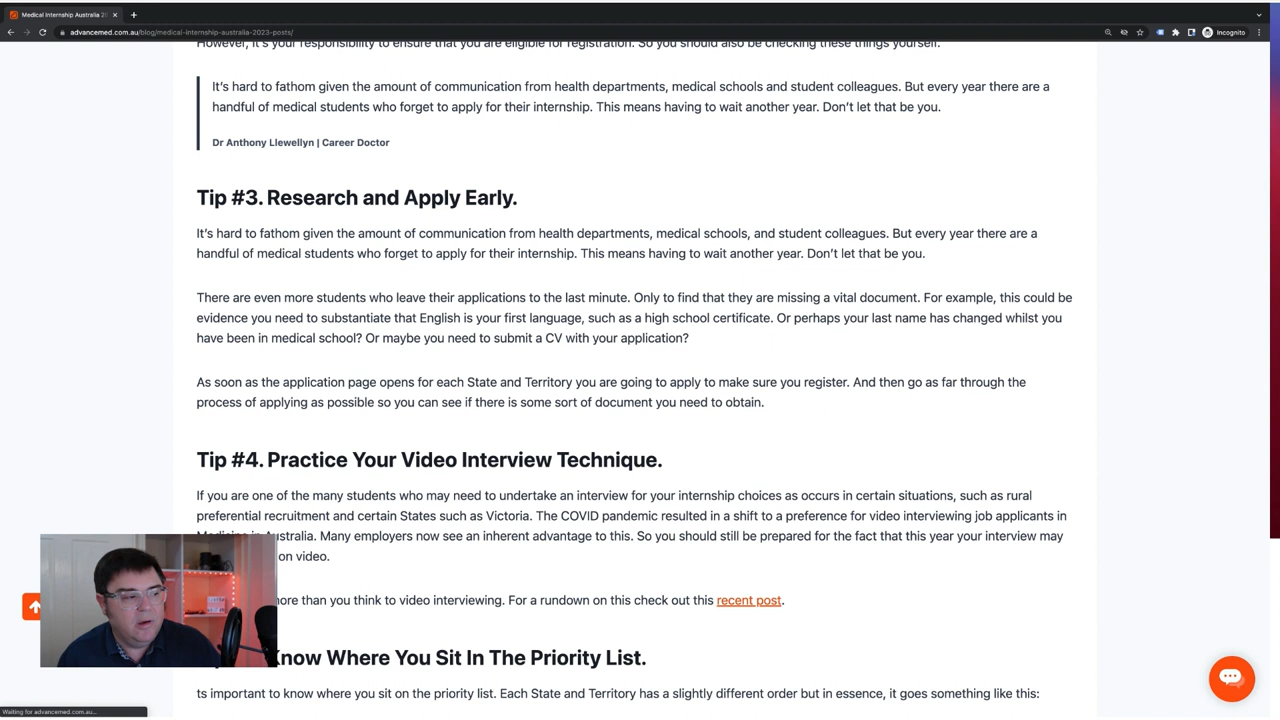 Medical Internship Australia 20
advancemed.com.au/blog/medical-internship-australia-2023-posts/
Incognito
However, it's your responsibility to ensure that you are eligible for registration. So you should also be checking these things yourself.
It's hard to fathom given the amount of communication from health departments, medical schools and student colleagues. But every year there are a
handful of medical students who forget to apply for their internship. This means having to wait another year. Don't let that be you.
Dr Anthony Llewellyn | Career Doctor
Tip #3. Research and Apply Early.
It's hard to fathom given the amount of communication from health departments, medical schools, and student colleagues. But every year there are a
handful of medical students who forget to apply for their internship. This means having to wait another year. Don't let that be you.
There are even more students who leave their applications to the last minute. Only to find that they are missing a vital document. For example, this could be
evidence you need to substantiate that English is your first language, such as a high school certificate. Or perhaps your last name has changed whilst you
have been in medical school? Or maybe you need to submit a CV with your application?
As soon as the application page opens for each State and Territory you are going to apply to make sure you register. And then go as far through the
process of applying as possible so you can see if there is some sort of document you need to obtain.
Tip #4. Practice Your Video Interview Technique.
If you are one of the many students who may need to undertake an interview for your internship choices as occurs in certain situations, such as rural
preferential recruitment and certain States such as Victoria. The COVID pandemic resulted in a shift to a preference for video interviewing job applicants in
Medicine in Australia. Many employers now see an inherent advantage to this. So you should still be prepared for the fact that this year your interview may
on video.
more than you think to video interviewing. For a rundown on this check out this recent post.
Know Where You Sit In The Priority List.
ts important to know where you sit on the priority list. Each State and Territory has a slightly different order but in essence, it goes something like this:
Waiting for advancemed.com.au...